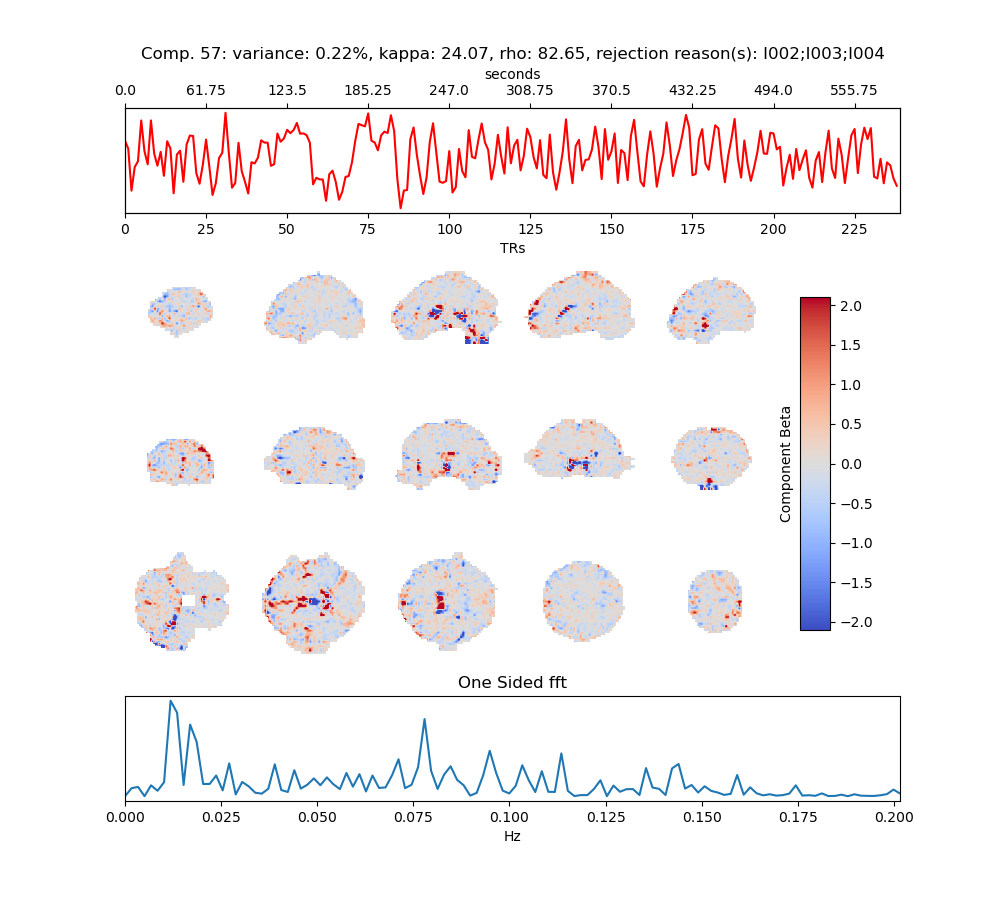 Comp. 57: variance: 0.22%, kappa: 24.07, rho: 82.65, rejection reason(s): I002;I003;I004
seconds
0.0 61.75 123.5 185.25 247.0 308.75 370.5 432.25 494.0 555.75
0 25 50 75 100 125 150 175 200 225
TRs
2.0
1.5
1.0
0.5
0.0
−0.5
−1.0
−1.5
−2.0
Component Beta
One Sided fft
0.000 0.025 0.050 0.075 0.100 0.125 0.150 0.175 0.200
Hz